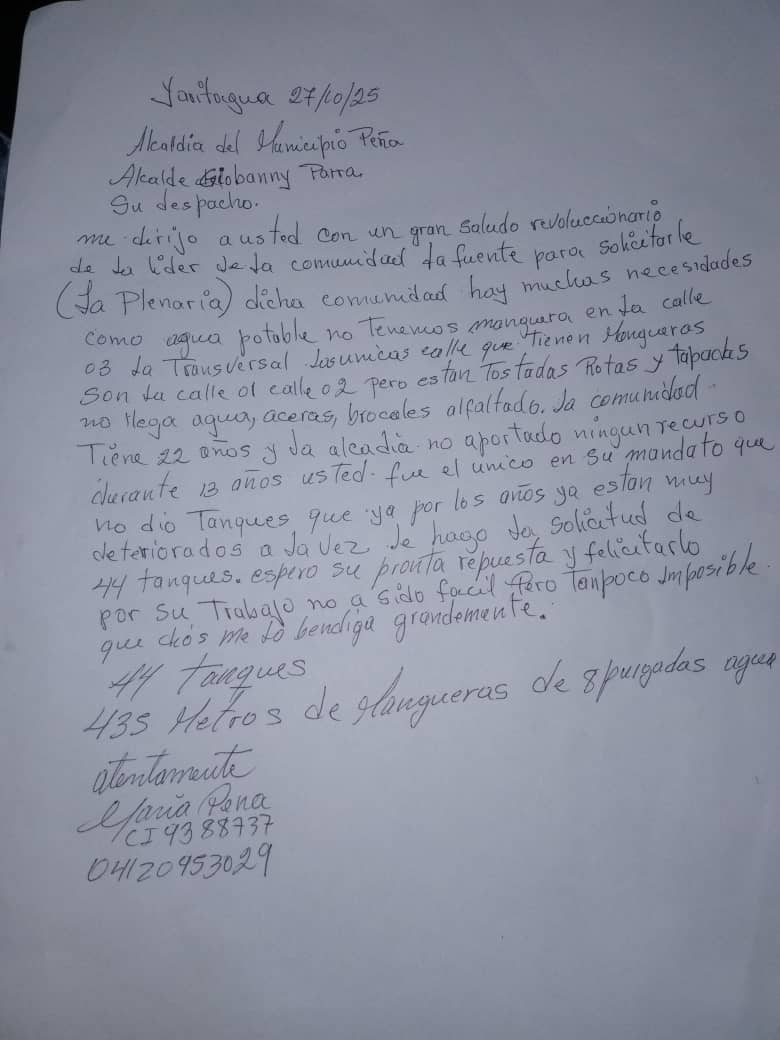 Yaritagua 27/10/25
Alcaldia del Municipio Peña
Alcalde Giobanny Parra.
Su despacho.
me dirijo a usted con un gran saludo revoluccionario
de la lider de la comunidad la fuente para solicitarle
(La Plenaria) dicha comunidad hay muchas necesidades
como agua potable no Tenemos manguera en la calle
03 la Transversal las unicas calle que Tienen Mangueras
Son la calle 01 calle 02 pero estan Tostadas Rotas y tapadas
no llega agua, aceras, brocales alfaltado. La comunidad
Tiene 22 años y la alcadia no aportado ningun recurso
durante 13 años usted. fue el unico en su mandato que
no dio Tanques que ya por los años ya estan muy
deteriorados a la vez le hago la solicitud de
44 tanques. espero su pronta repuesta y felicitarlo
por su Trabajo no a sido facil Pero Tanpoco imposible
que dios me lo bendiga grandemente.
44 Tanques
435 Metros de Mangueras de 8 pulgadas agua
atentamente
Maria Pena
CI 9388737
04120953029